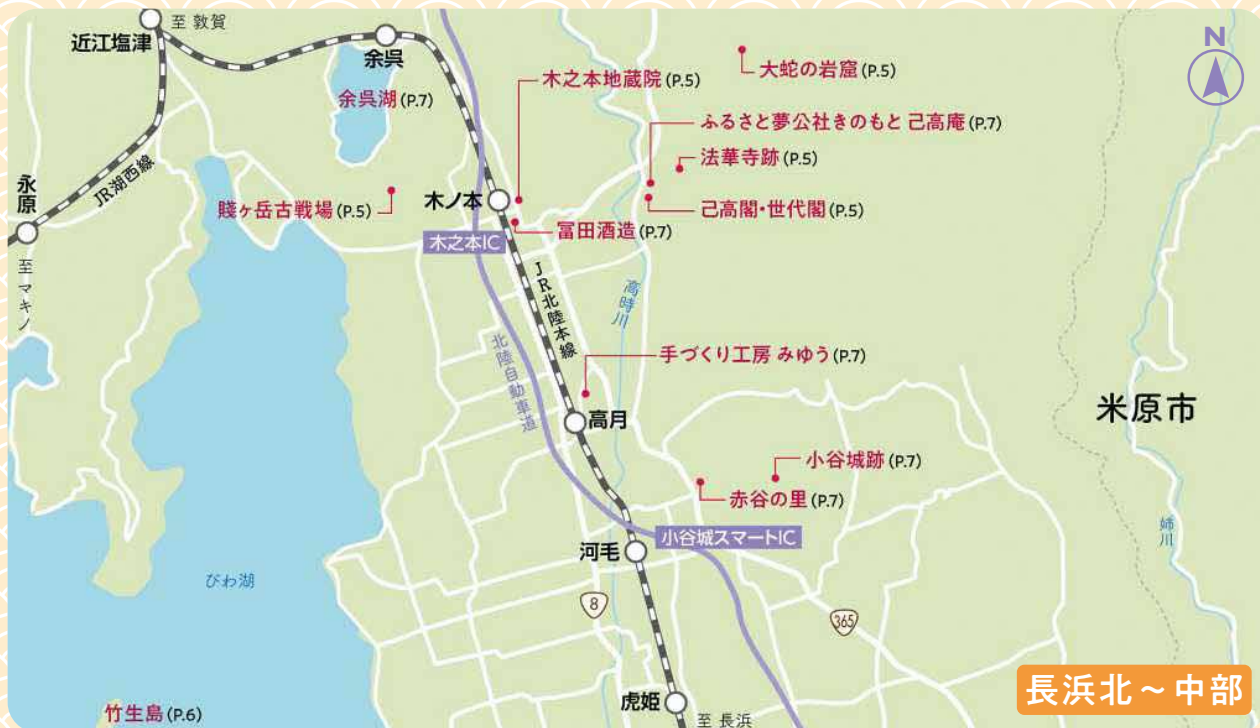 至 敦賀
近江塩津
余呉
N
大蛇の岩窟(P.5)
木之本地蔵院(P.5)
余呉湖(P.7)
ふるさと夢公社きのもと 己高庵(P.7)
法華寺跡(P.5)
永原
JR湖西線
賤ヶ岳古戦場(P.5)
木ノ本
己高閣・世代閣(P.5)
冨田酒造(P.7)
木之本IC
至 マキノ
JR北陸本線
高時川
北陸自動車道
手づくり工房 みゆう(P.7)
高月
米原市
小谷城跡(P.7)
赤谷の里(P.7)
小谷城スマートIC
姉川
河毛
びわ湖
8
365
虎姫
長浜北～中部
竹生島(P.6)
至 長浜